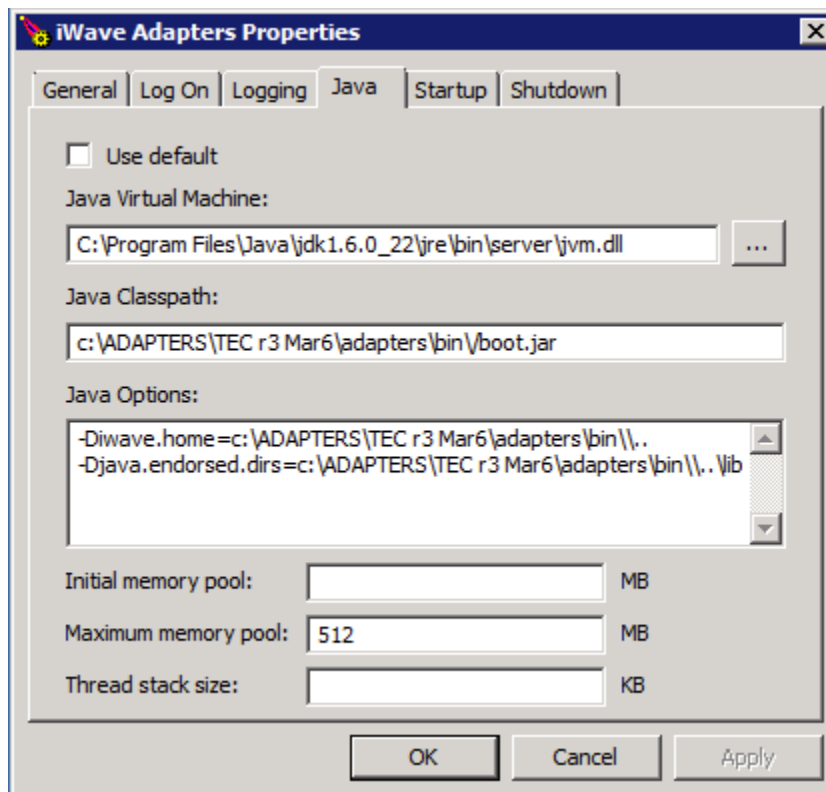 iWave Adapters Properties
General Log On Logging Java Startup Shutdown
Use default
Java Virtual Machine:
C:\Program Files\Java\jdk1.6.0_22\jre\bin\server\jvm.dll ...
Java Classpath:
c:\ADAPTERS\TEC r3 Mar6\adapters\bin\/boot.jar
Java Options:
-Diwave.home=c:\ADAPTERS\TEC r3 Mar6\adapters\bin\\..
-Djava.endorsed.dirs=c:\ADAPTERS\TEC r3 Mar6\adapters\bin\\..\lib
Initial memory pool: MB
Maximum memory pool: 512 MB
Thread stack size: KB
OK Cancel Apply